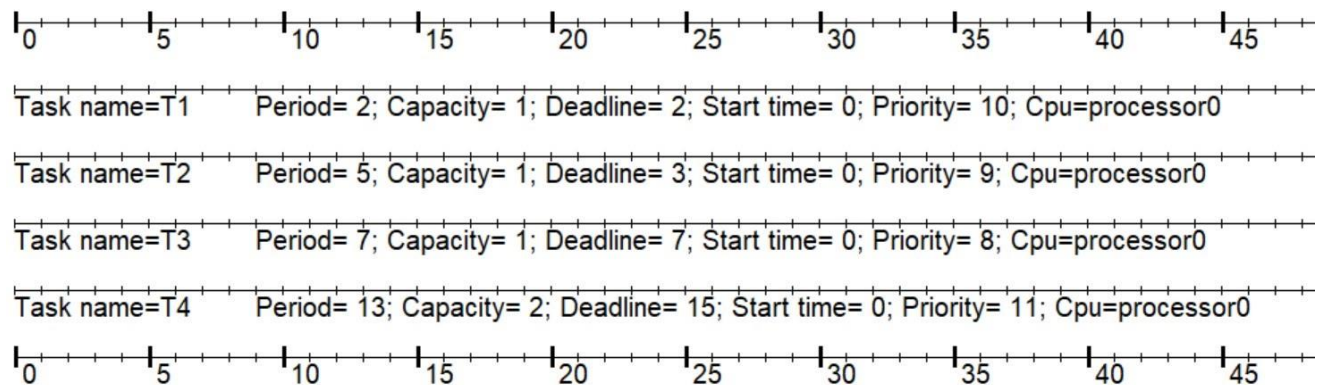 0 5 10 15 20 25 30 35 40 45
Task name=T1 Period= 2; Capacity= 1; Deadline= 2; Start time= 0; Priority= 10; Cpu=processor0
Task name=T2 Period= 5; Capacity= 1; Deadline= 3; Start time= 0; Priority= 9; Cpu=processor0
Task name=T3 Period= 7; Capacity= 1; Deadline= 7; Start time= 0; Priority= 8; Cpu=processor0
Task name=T4 Period= 13; Capacity= 2; Deadline= 15; Start time= 0; Priority= 11; Cpu=processor0
0 5 10 15 20 25 30 35 40 45